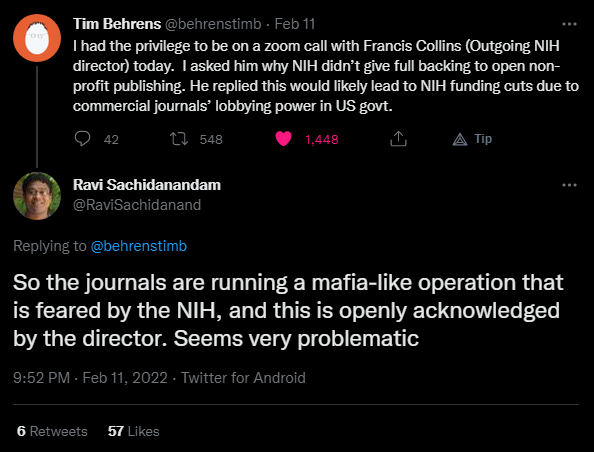 Tim Behrens @behrenstimb · Feb 11
I had the privilege to be on a zoom call with Francis Collins (Outgoing NIH
director) today.  I asked him why NIH didn't give full backing to open non-
profit publishing. He replied this would likely lead to NIH funding cuts due to
commercial journals' lobbying power in US govt.
42 548 1,448 Tip
Ravi Sachidanandam
@RaviSachidanand
Replying to @behrenstimb
So the journals are running a mafia-like operation that
is feared by the NIH, and this is openly acknowledged
by the director. Seems very problematic
9:52 PM · Feb 11, 2022 · Twitter for Android
6 Retweets 57 Likes